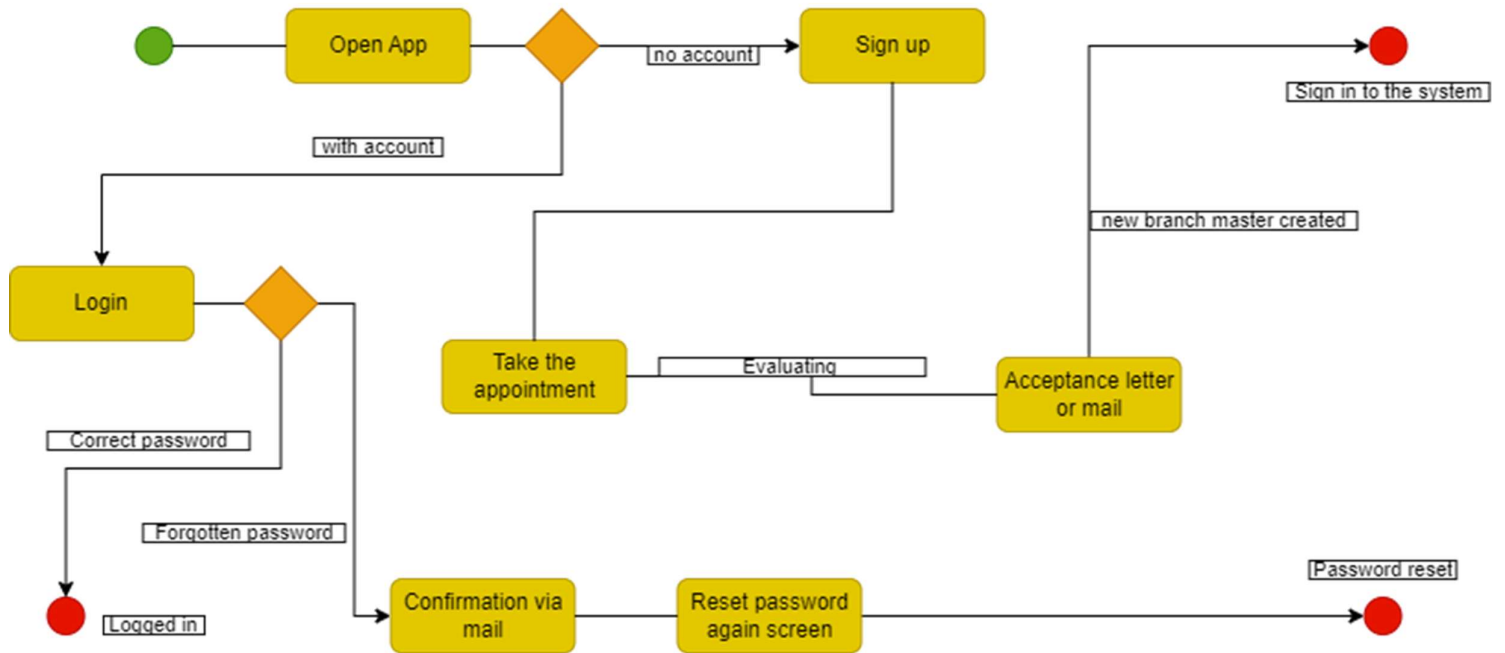 Open App
no account
Sign up
Sign in to the system
with account
new branch master created
Login
Take the
appointment
Evaluating
Acceptance letter
or mail
Correct password
Forgotten password
Logged in
Confirmation via
mail
Reset password
again screen
Password reset